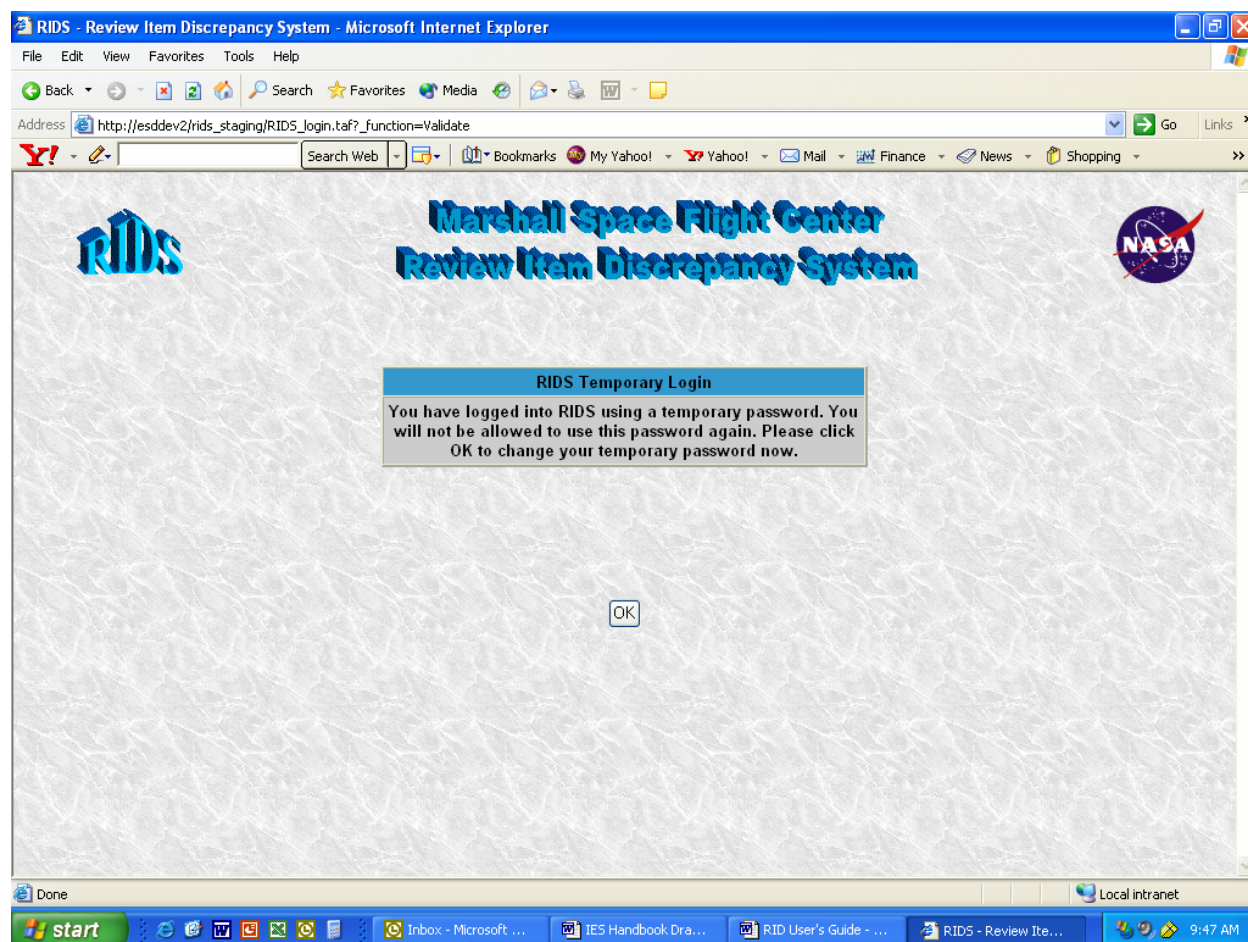 RIDS - Review Item Discrepancy System - Microsoft Internet Explorer
File Edit View Favorites Tools Help
Back Search Favorites Media
Address http://esddev2/rids_staging/RIDS_login.taf?_function=Validate Go Links
Y! Search Web Bookmarks My Yahoo! Yahoo! Mail Finance News Shopping
RIDs
Marshall Space Flight Center
Review Item Discrepancy System
NASA
RIDS Temporary Login
You have logged into RIDS using a temporary password. You
will not be allowed to use this password again. Please click
OK to change your temporary password now.
OK
Done Local intranet
start Inbox - Microsoft ... IES Handbook Dra... RID User's Guide - ... RIDS - Review Ite... 9:47 AM